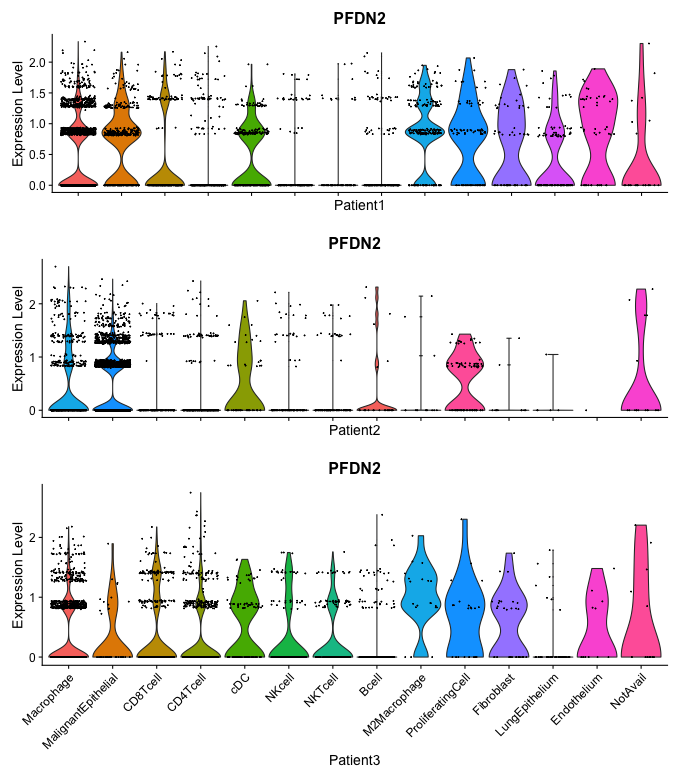 PFDN2
Expression Level
2.0
1.5
1.0
0.5
0.0
Patient1
PFDN2
Expression Level
2
1
0
Patient2
PFDN2
Expression Level
2
1
0
Macrophage
MalignantEpithelial
CD8Tcell
CD4Tcell
cDC
NKcell
NKTcell
Bcell
M2Macrophage
ProliferatingCell
Fibroblast
LungEpithelium
Endothelium
NotAvail
Patient3